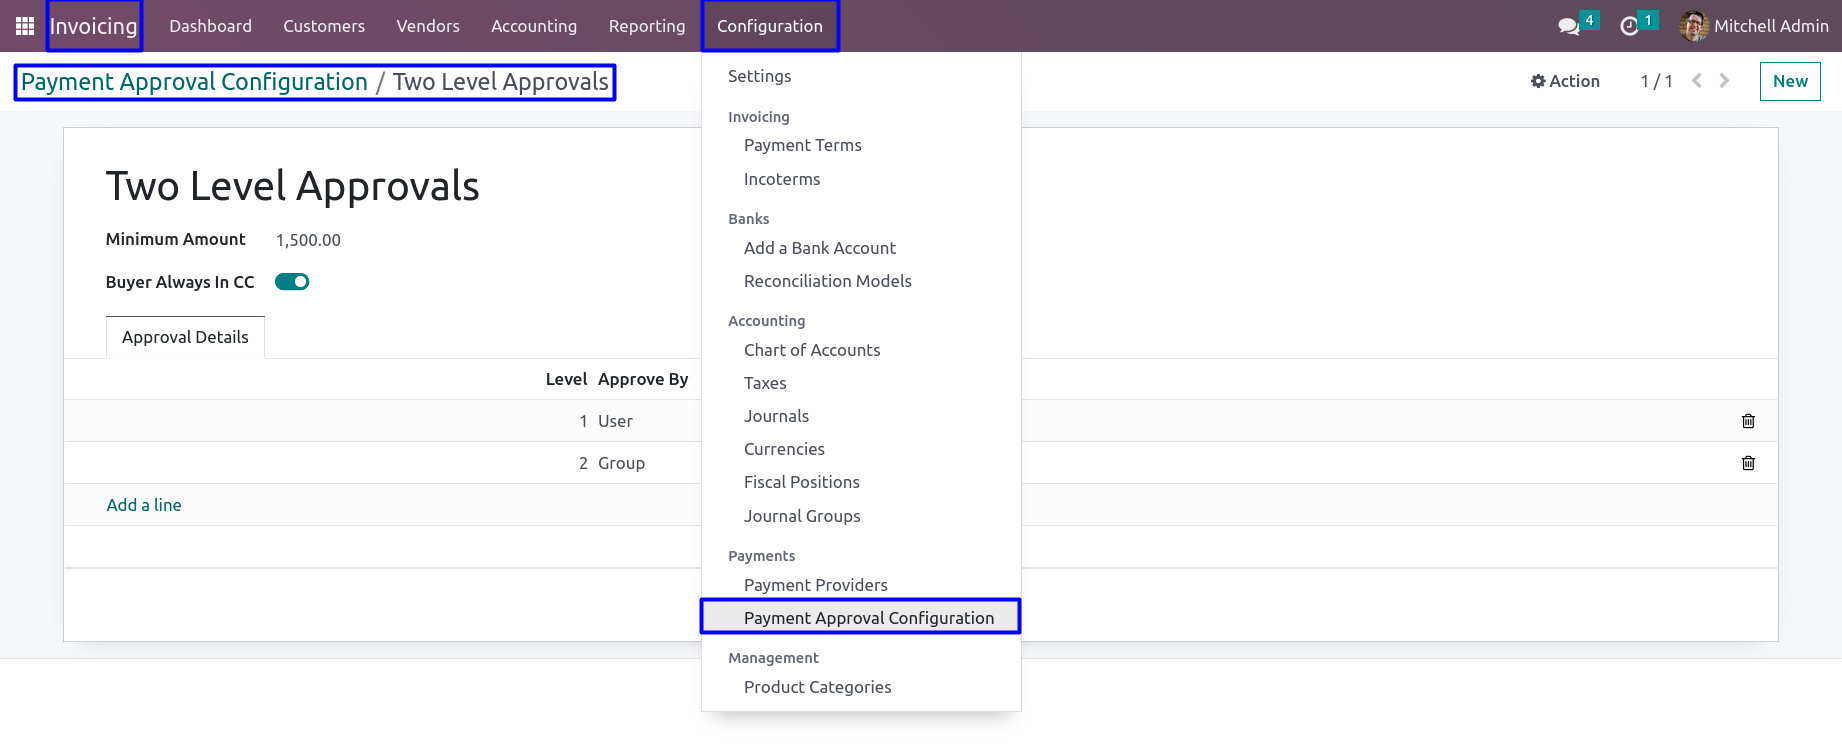 Invoicing Dashboard Customers Vendors Accounting Reporting Configuration 4 1 Mitchell Admin
Payment Approval Configuration / Two Level Approvals
Action 1 / 1 New
Settings
Invoicing
Payment Terms
Incoterms
Banks
Add a Bank Account
Reconciliation Models
Accounting
Chart of Accounts
Taxes
Journals
Currencies
Fiscal Positions
Journal Groups
Payments
Payment Providers
Payment Approval Configuration
Management
Product Categories
Two Level Approvals
Minimum Amount 1,500.00
Buyer Always In CC
Approval Details
Level Approve By
1 User
2 Group
Add a line